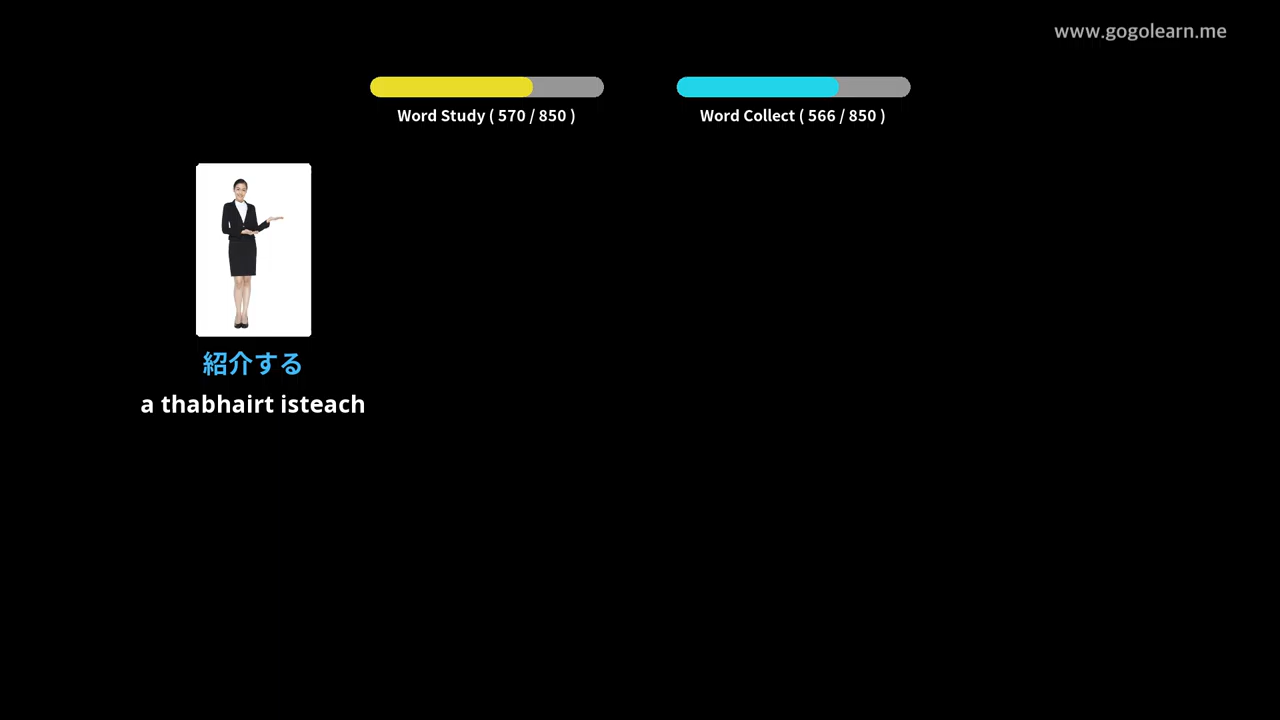 www.gogolearn.me
Word Study ( 570 / 850 )
Word Collect ( 566 / 850 )
紹介する
a thabhairt isteach